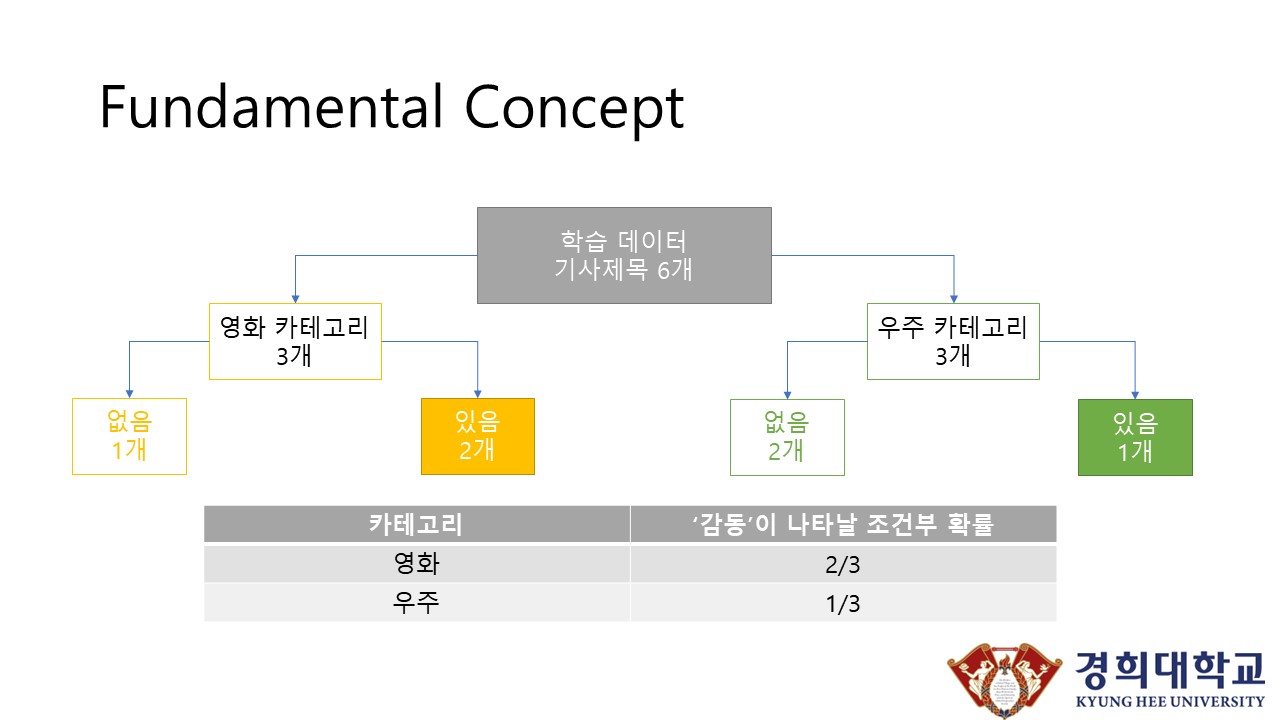 Fundamental Concept
학습 데이터
기사제목 6개
영화 카테고리
3개
우주 카테고리
3개
없음
1개
있음
2개
없음
2개
있음
1개
카테고리 ‘감동’이 나타날 조건부 확률
영화 2/3
우주 1/3
경희대학교
KYUNG HEE UNIVERSITY